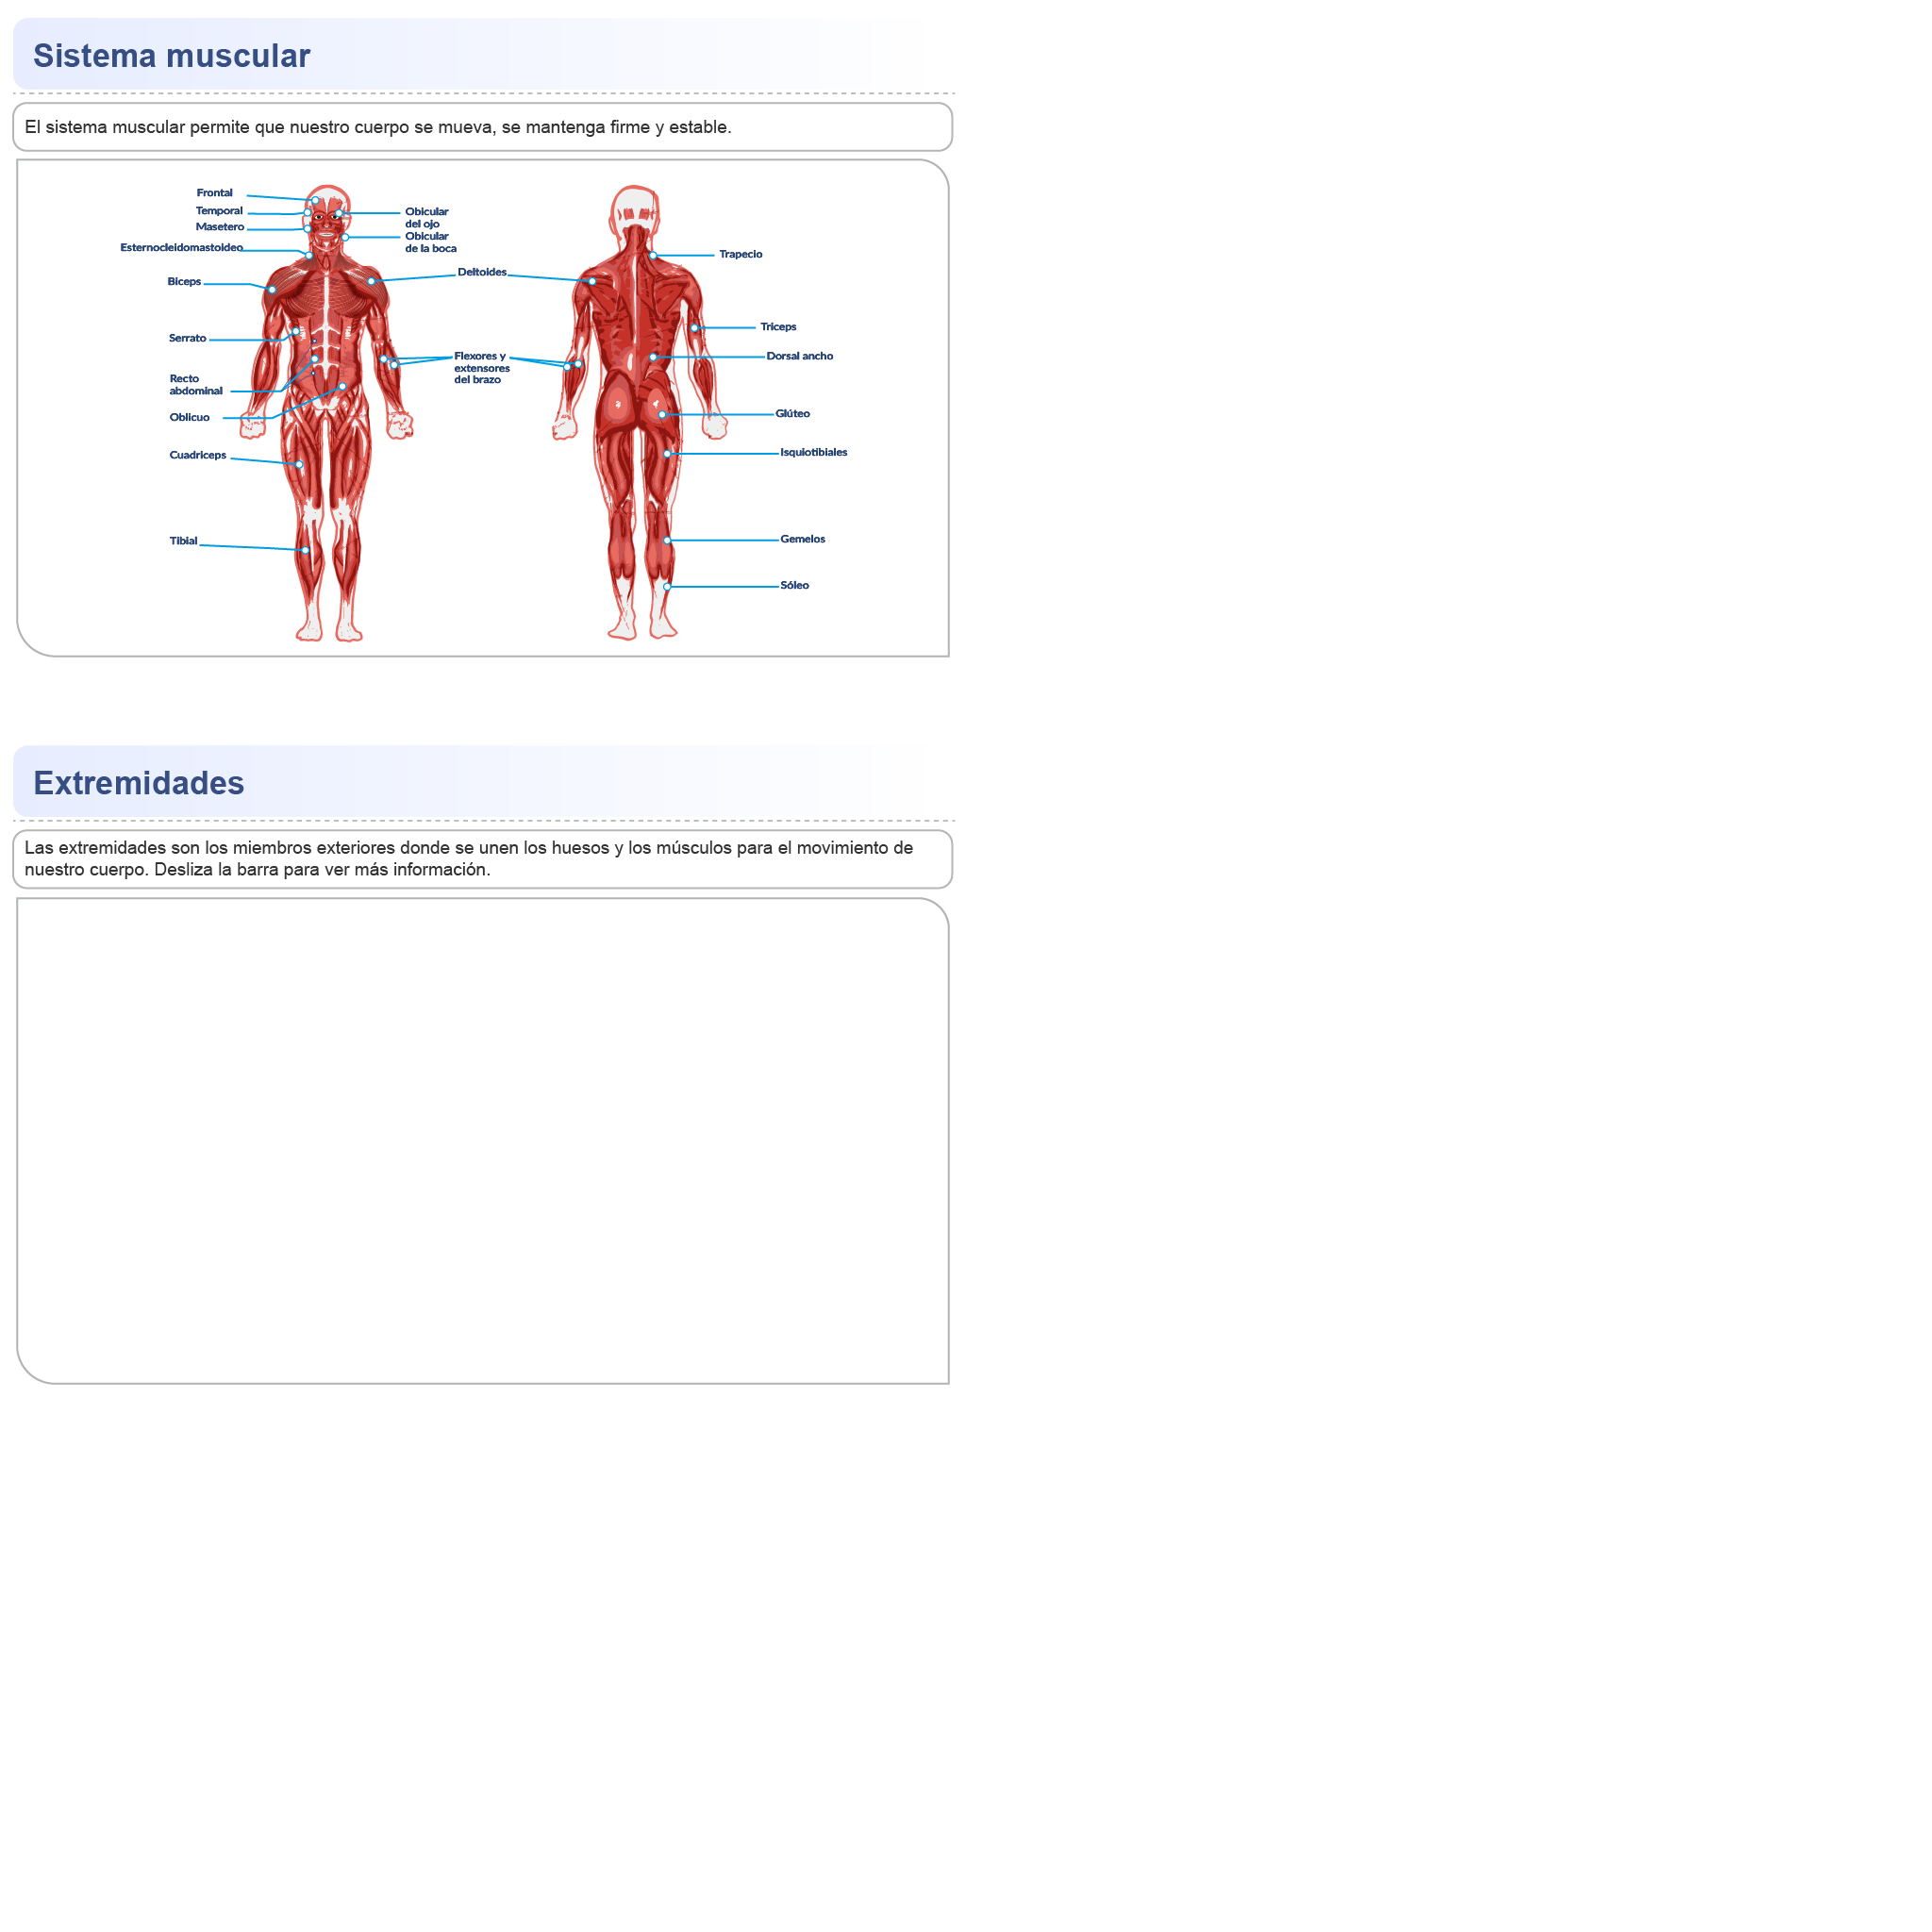 Sistema muscular
El sistema muscular permite que nuestro cuerpo se mueva, se mantenga firme y estable.
Frontal
Temporal
Masetero
Esternocleidomastoideo
Biceps
Serrato
Recto
abdominal
Oblicuo
Cuadriceps
Tibial
Obicular
del ojo
Obicular
de la boca
Deltoides
Flexores y
extensores
del brazo
Trapecio
Triceps
Dorsal ancho
Glúteo
Isquiotibiales
Gemelos
Sóleo
Extremidades
Las extremidades son los miembros exteriores donde se unen los huesos y los músculos para el movimiento de
nuestro cuerpo. Desliza la barra para ver más información.